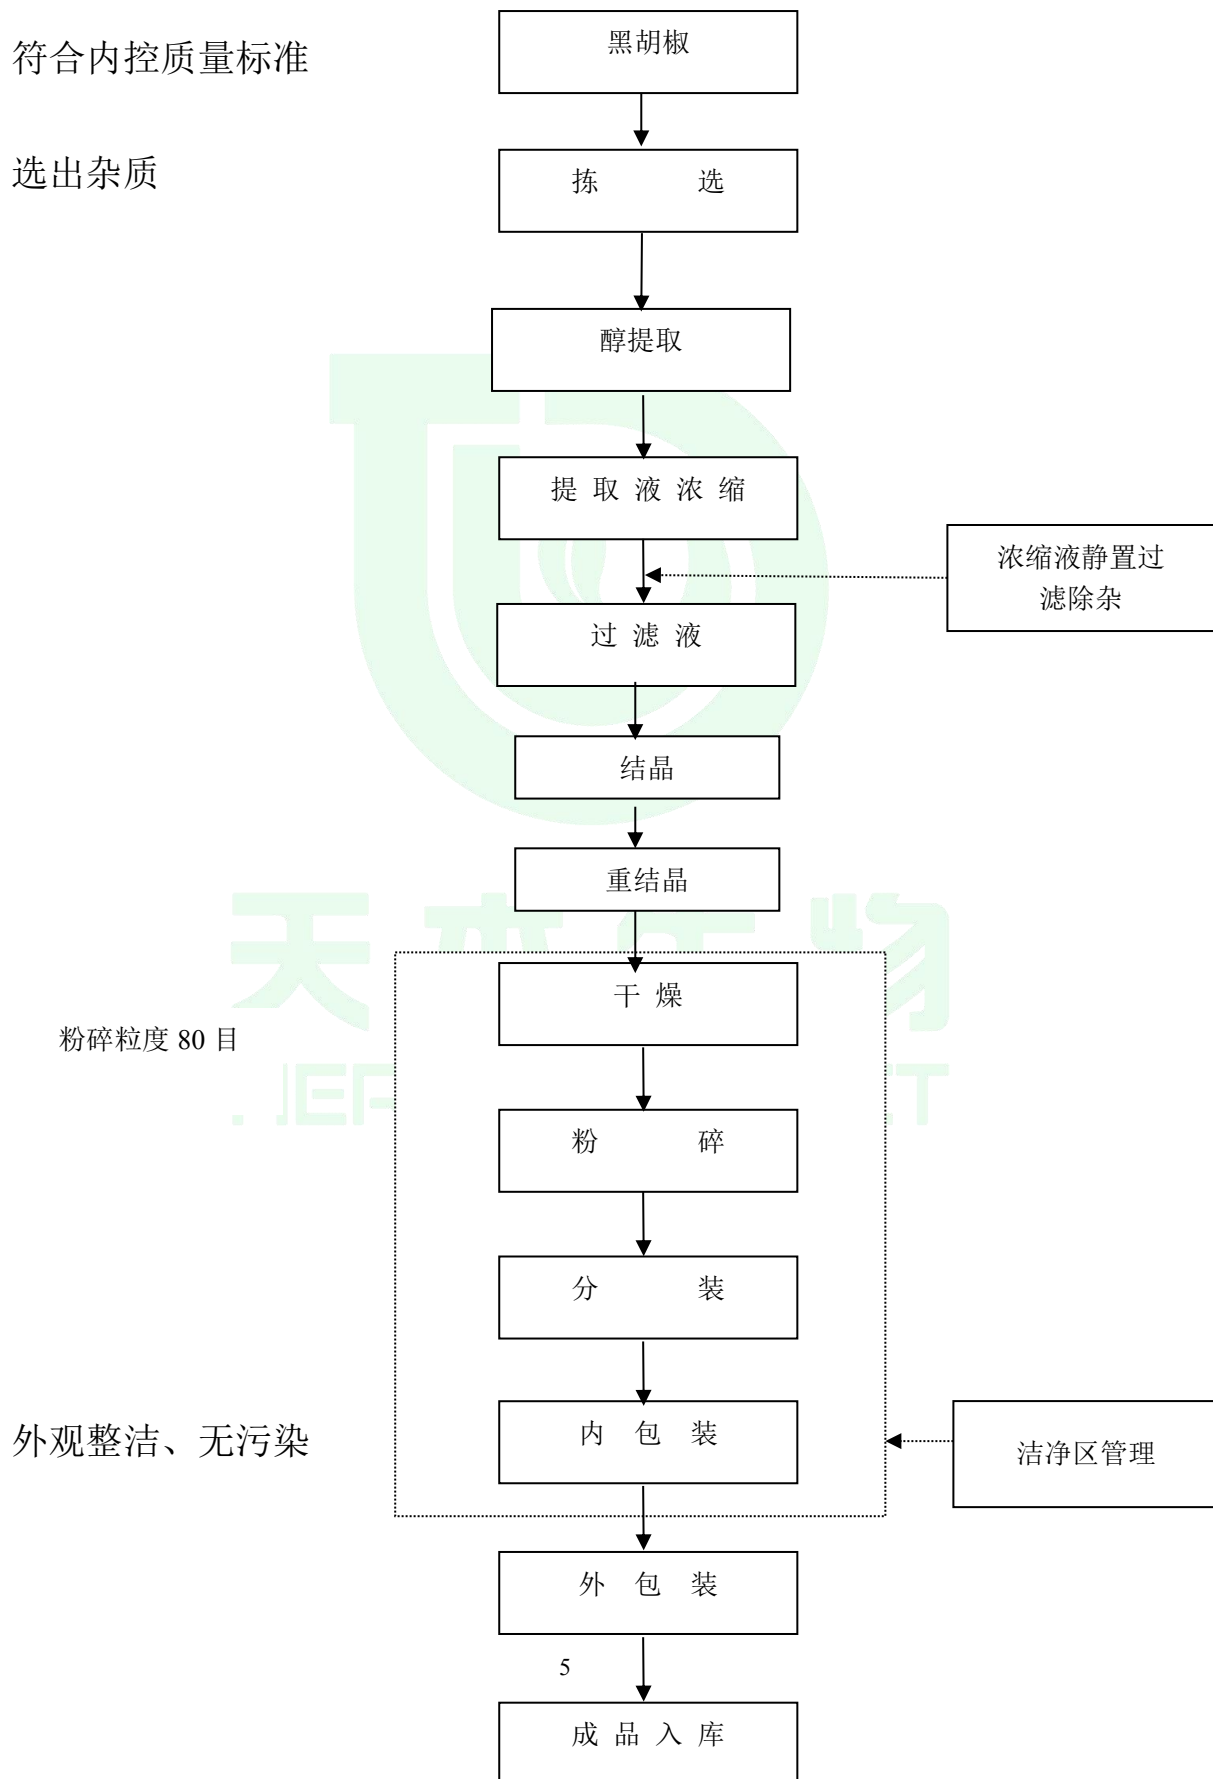 符合内控质量标准
黑胡椒
选出杂质
拣 选
醇提取
提 取 液 浓 缩
浓缩液静置过
滤除杂
过 滤 液
结晶
重结晶
干 燥
粉碎粒度 80 目
粉 碎
分 装
内 包 装
外观整洁、无污染
洁净区管理
外 包 装
5
成 品 入 库